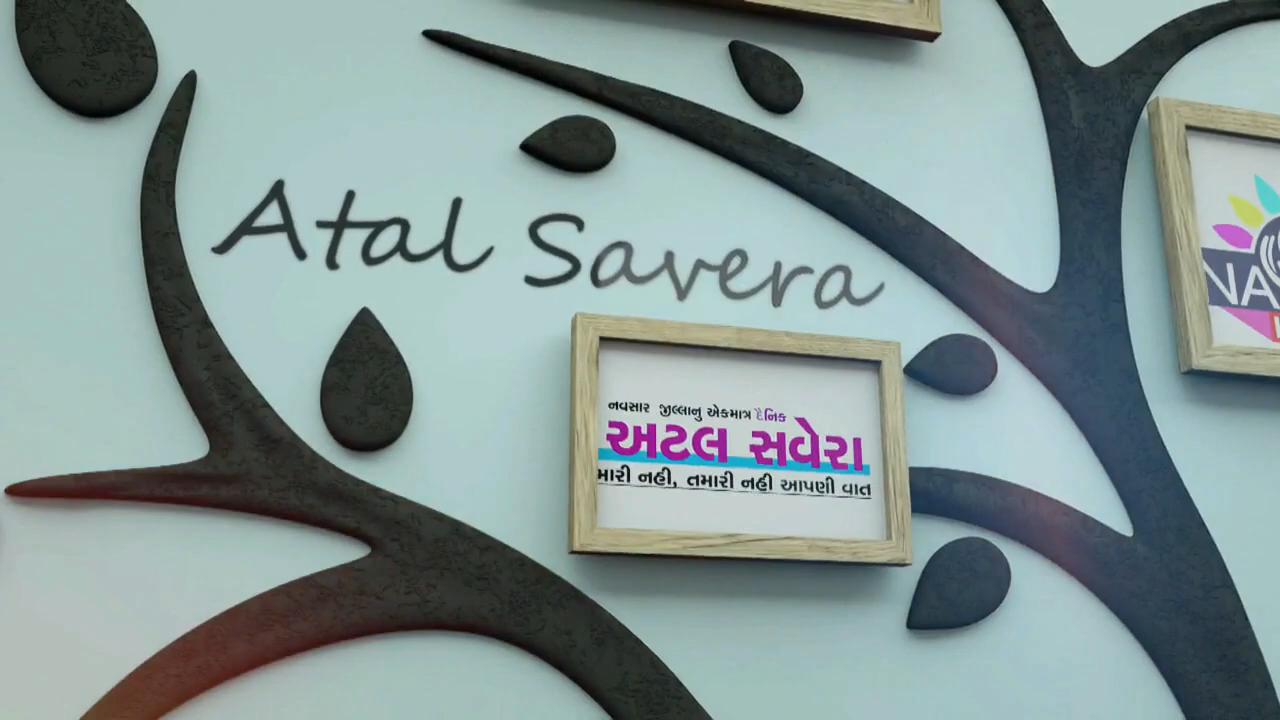 Atal Savera
નવસાર જીલ્લાનુ એકમાત્ર દૈનિક
અટલ સવેરા
મારી નહી, તમારી નહી આપણી વાત